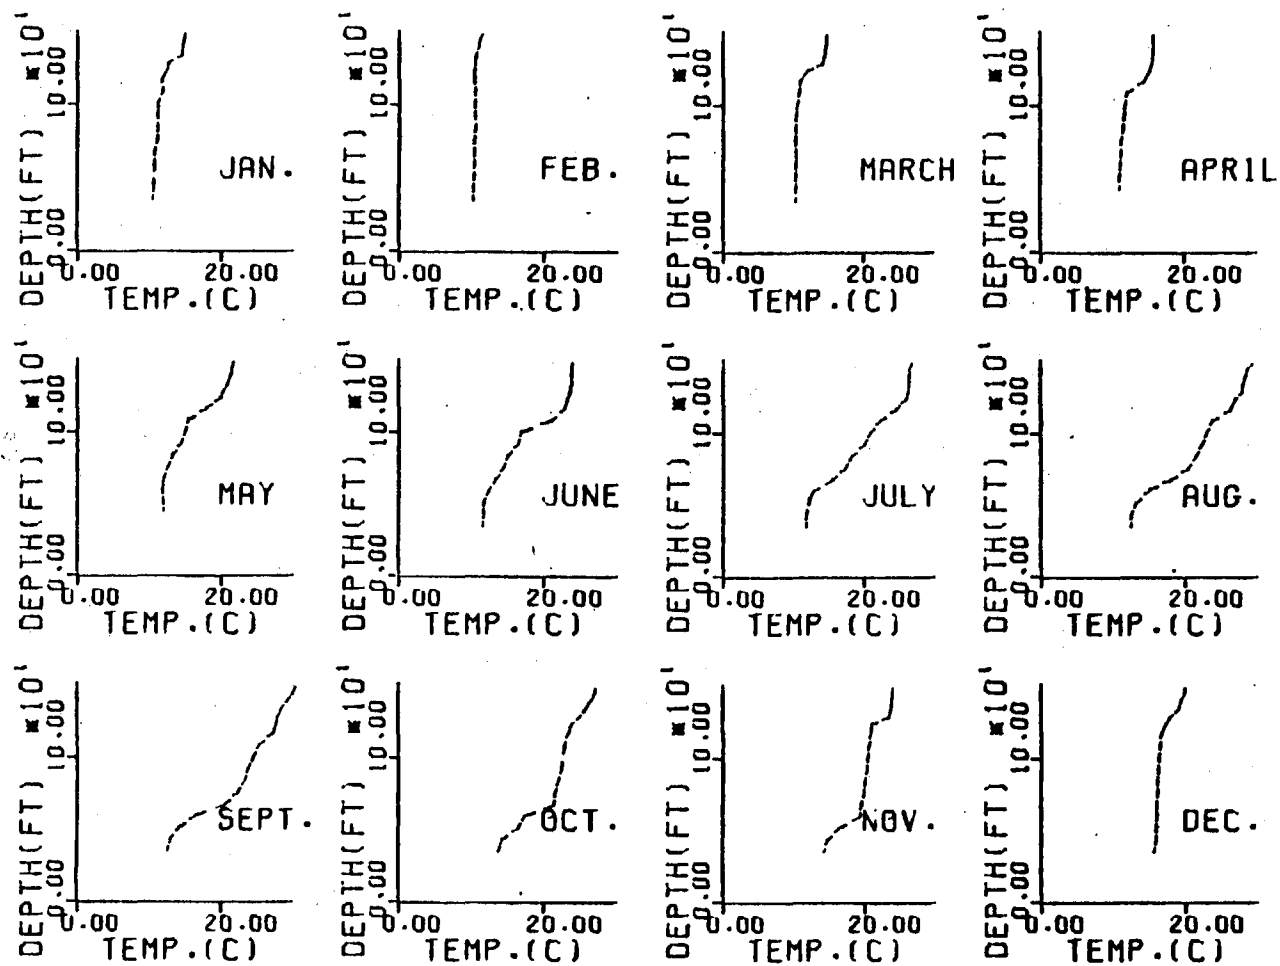 DEPTH(FT) *10¹
10.00
0.00
JAN.
0.00 20.00
TEMP.(C)
DEPTH(FT) *10¹
10.00
0.00
FEB.
0.00 20.00
TEMP.(C)
DEPTH(FT) *10¹
10.00
0.00
MARCH
0.00 20.00
TEMP.(C)
DEPTH(FT) *10¹
10.00
0.00
APRIL
0.00 20.00
TEMP.(C)
DEPTH(FT) *10¹
10.00
0.00
MAY
0.00 20.00
TEMP.(C)
DEPTH(FT) *10¹
10.00
0.00
JUNE
0.00 20.00
TEMP.(C)
DEPTH(FT) *10¹
10.00
0.00
JULY
0.00 20.00
TEMP.(C)
DEPTH(FT) *10¹
10.00
0.00
AUG.
0.00 20.00
TEMP.(C)
DEPTH(FT) *10¹
10.00
0.00
SEPT.
0.00 20.00
TEMP.(C)
DEPTH(FT) *10¹
10.00
0.00
OCT.
0.00 20.00
TEMP.(C)
DEPTH(FT) *10¹
10.00
0.00
NOV.
0.00 20.00
TEMP.(C)
DEPTH(FT) *10¹
10.00
0.00
DEC.
0.00 20.00
TEMP.(C)